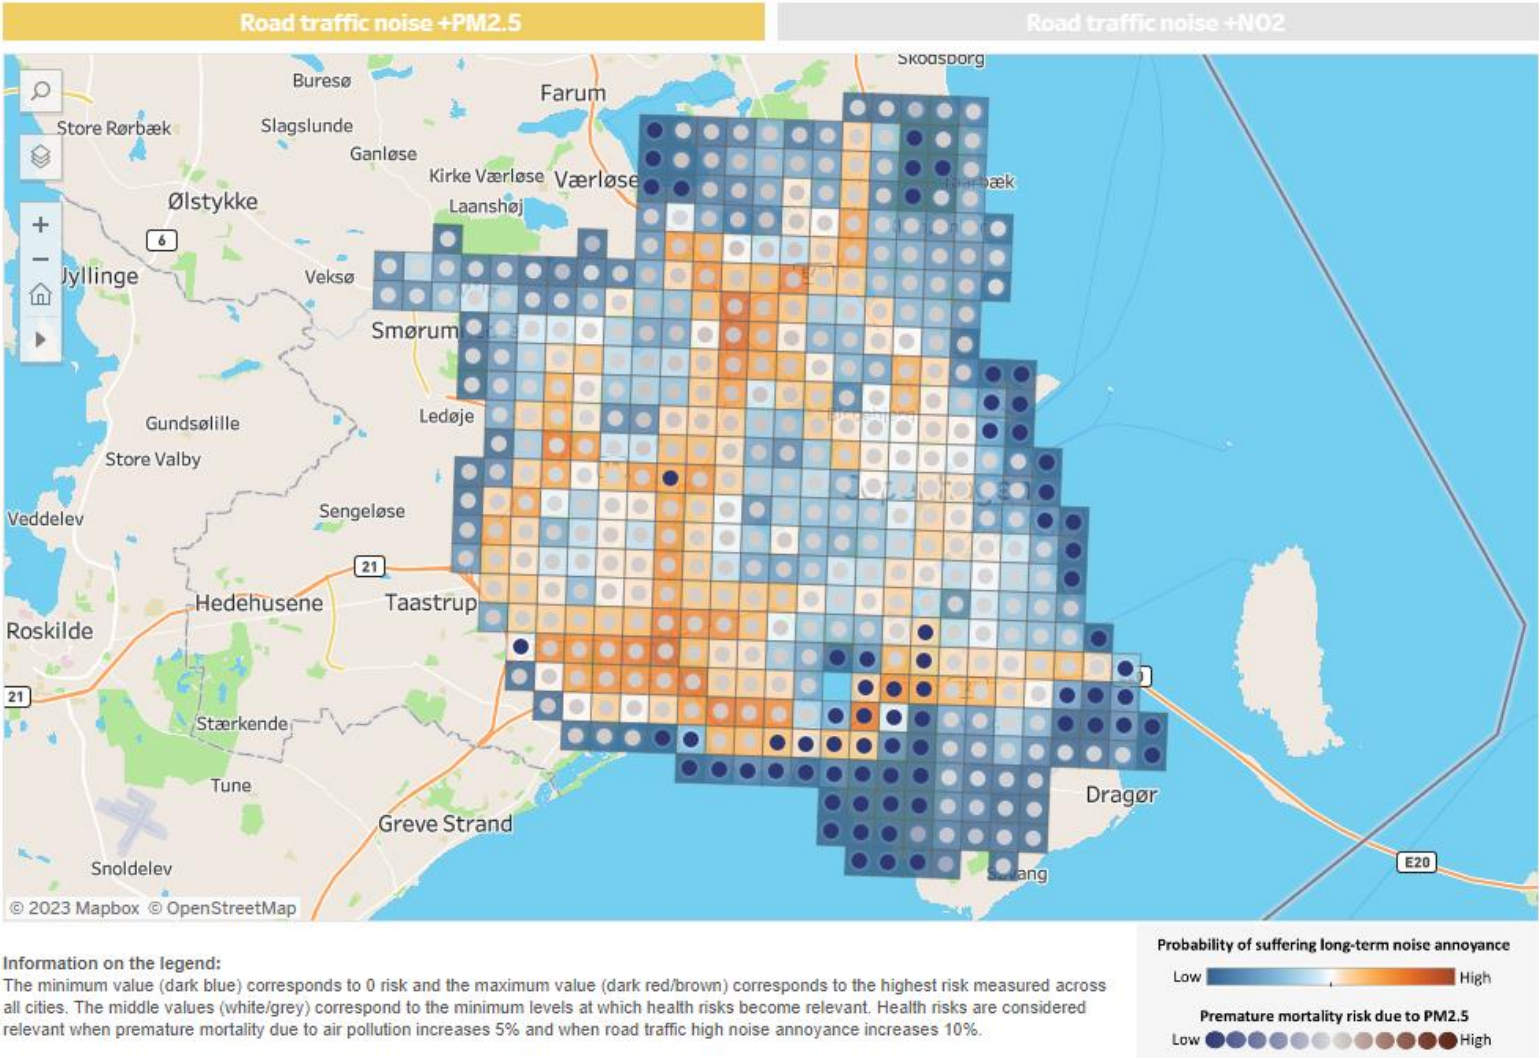 Road traffic noise +PM2.5
Road traffic noise +NO2
Skodsborg
Buresø
Farum
Store Rørbæk
Slagslunde
Ganløse
Kirke Værløse
Værløse
Ølstykke
Laanshøj
6
Jyllinge
Veksø
Smørum
Ledøje
Gundsølille
Store Valby
Veddelev
Sengeløse
21
Hedehusene
Taastrup
Roskilde
21
Stærkende
Tune
Dragør
Greve Strand
Snoldelev
E20
© 2023 Mapbox © OpenStreetMap
Information on the legend:
The minimum value (dark blue) corresponds to 0 risk and the maximum value (dark red/brown) corresponds to the highest risk measured across
all cities. The middle values (white/grey) correspond to the minimum levels at which health risks become relevant. Health risks are considered
relevant when premature mortality due to air pollution increases 5% and when road traffic high noise annoyance increases 10%.
Probability of suffering long-term noise annoyance
Low High
Premature mortality risk due to PM2.5
Low High